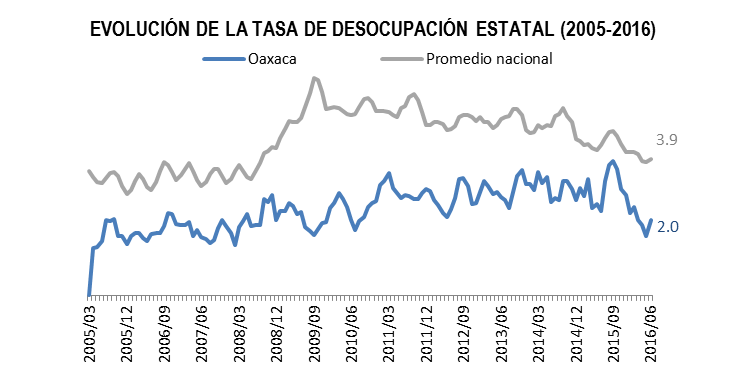 EVOLUCIÓN DE LA TASA DE DESOCUPACIÓN ESTATAL (2005-2016)
Oaxaca Promedio nacional
3.9
2.0
2005/03 2005/12 2006/09 2007/06 2008/03 2008/12 2009/09 2010/06 2011/03 2011/12 2012/09 2013/06 2014/03 2014/12 2015/09 2016/06